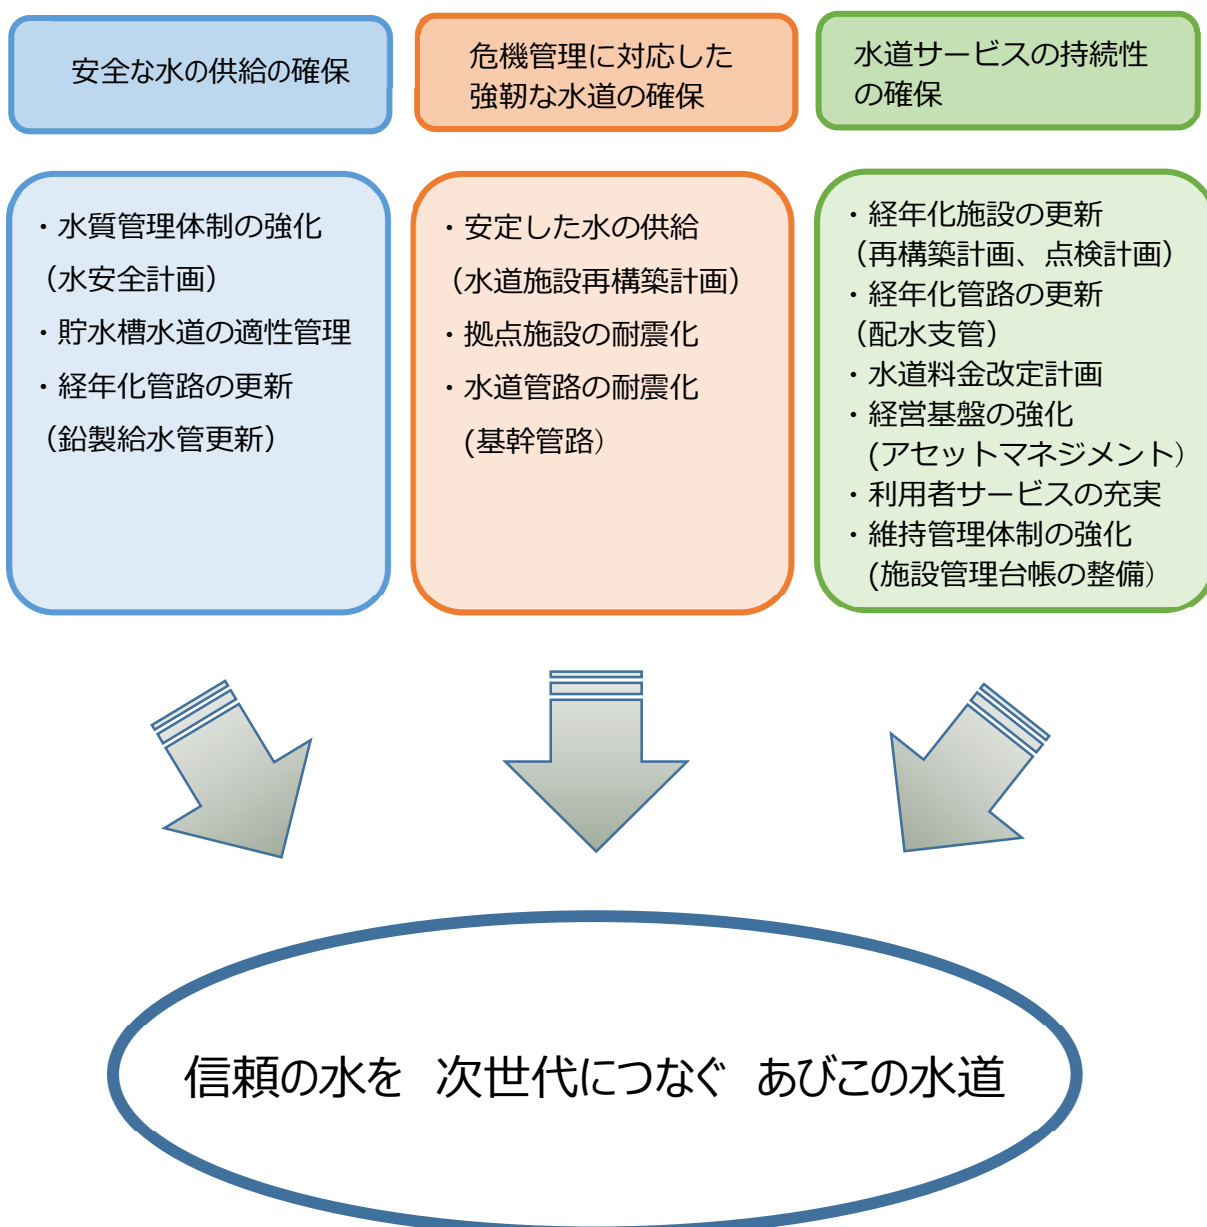 安全な水の供給の確保
危機管理に対応した
強靭な水道の確保
水道サービスの持続性
の確保
・水質管理体制の強化
（水安全計画）
・貯水槽水道の適性管理
・経年化管路の更新
（鉛製給水管更新）
・安定した水の供給
（水道施設再構築計画）
・拠点施設の耐震化
・水道管路の耐震化
(基幹管路）
・経年化施設の更新
（再構築計画、点検計画）
・経年化管路の更新
（配水支管）
・水道料金改定計画
・経営基盤の強化
(アセットマネジメント）
・利用者サービスの充実
・維持管理体制の強化
(施設管理台帳の整備）
信頼の水を　次世代につなぐ　あびこの水道